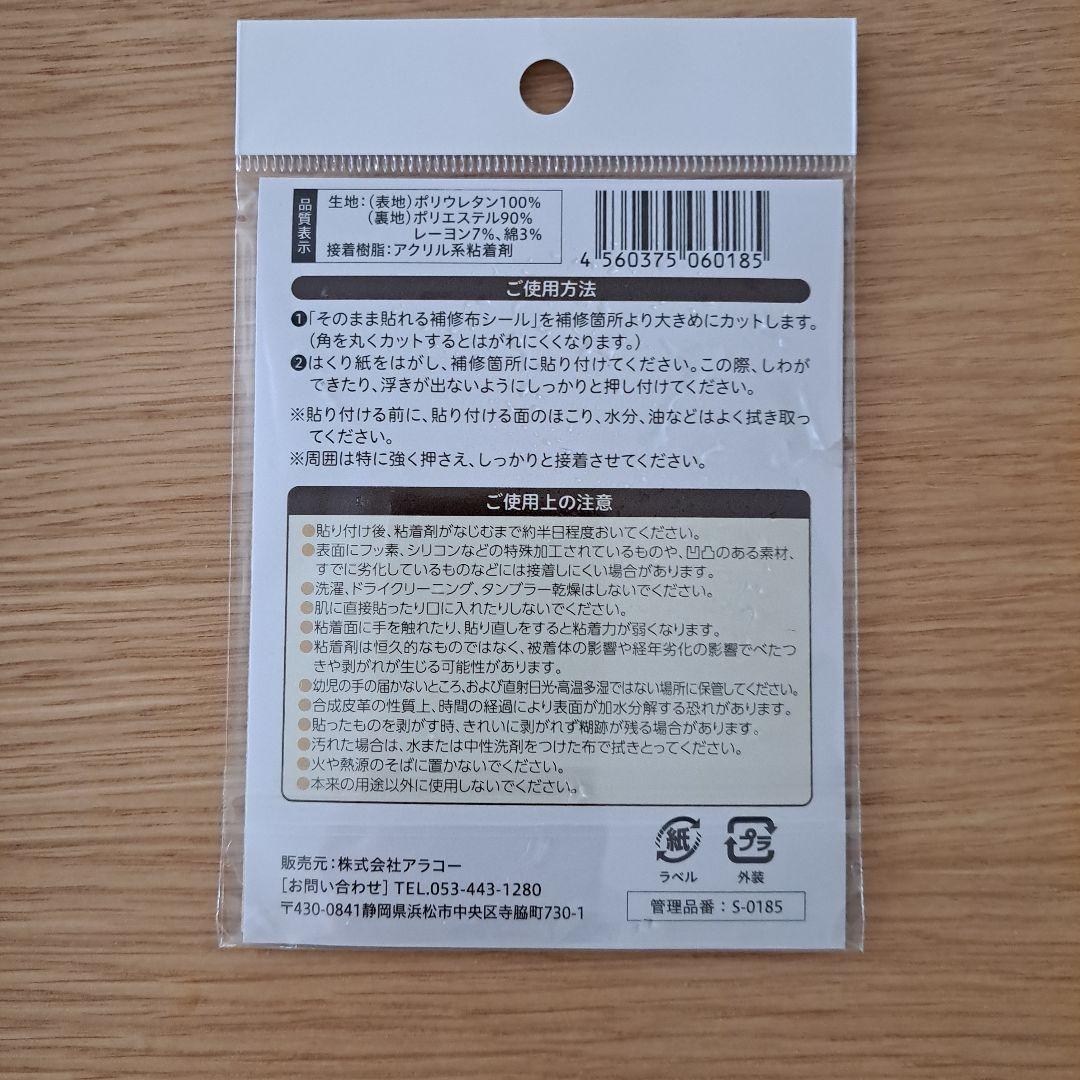 品質表示
生地：（表地）ポリウレタン100％
（裏地）ポリエステル90％
レーヨン7％、綿3％
接着樹脂：アクリル系粘着剤
4 560375 060185
ご使用方法
❶「そのまま貼れる補修布シール」を補修箇所より大きめにカットします。
（角を丸くカットするとはがれにくくなります。）
❷はくり紙をはがし、補修箇所に貼り付けてください。この際、しわが
できたり、浮きが出ないようにしっかりと押し付けてください。
※貼り付ける前に、貼り付ける面のほこり、水分、油などはよく拭き取っ
てください。
※周囲は特に強く押さえ、しっかりと接着させてください。
ご使用上の注意
●貼り付け後、粘着剤がなじむまで約半日程度おいてください。
●表面にフッ素、シリコンなどの特殊加工されているものや、凹凸のある素材、
すでに劣化しているものなどには接着しにくい場合があります。
●洗濯、ドライクリーニング、タンブラー乾燥はしないでください。
●肌に直接貼ったり口に入れたりしないでください。
●粘着面に手を触れたり、貼り直しをすると粘着力が弱くなります。
●粘着剤は恒久的なものではなく、被着体の影響や経年劣化の影響でべたつ
きや剥がれが生じる可能性があります。
●幼児の手の届かないところ、および直射日光・高温多湿ではない場所に保管してください。
●合成皮革の性質上、時間の経過により表面が加水分解する恐れがあります。
●貼ったものを剥がす時、きれいに剥がれず糊跡が残る場合があります。
●汚れた場合は、水または中性洗剤をつけた布で拭きとってください。
●火や熱源のそばに置かないでください。
●本来の用途以外に使用しないでください。
紙
ラベル
プラ
外装
販売元：株式会社アラコー
［お問い合わせ］TEL.053-443-1280
〒430-0841静岡県浜松市中央区寺脇町730-1
管理品番：S-0185